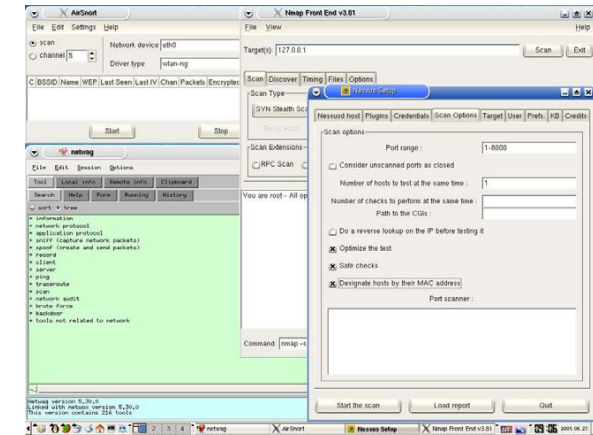 AirSnort
File Edit Settings Help
scan
channel 5
Network device eth0
Driver type wlan-ng
C BSSID Name WEP Last Seen Last IV Chan Packets Encrypted
Start Stop
netwag
File Edit Session Options
Tool Local info Remote info Clipboard
Search Help Form Running History
sort tree
+ information
+ network protocol
+ application protocol
+ sniff (capture network packets)
+ spoof (create and send packets)
+ record
+ client
+ server
+ ping
+ traceroute
+ scan
+ network audit
+ brute force
+ backdoor
+ tools not related to network
Netwag version 5.30.0
Linked with netwox version 5.30.0
This version contains 216 tools
Nmap Front End v3.81
File View Help
Target(s): 127.0.0.1 Scan Exit
Scan Discover Timing Files Options
Scan Type
SYN Stealth Sc
Relay Host
Scan Extensions
RPC Scan
You are root - All op
Command: nmap -s
Nessus Setup
Nessusd host Plugins Credentials Scan Options Target User Prefs. KB Credits
Scan options
Port range : 1-8000
Consider unscanned ports as closed
Number of hosts to test at the same time : 1
Number of checks to perform at the same time :
Path to the CGIs :
Do a reverse lookup on the IP before testing it
Optimize the test
Safe checks
Designate hosts by their MAC address
Port scanner :
Start the scan Load report Quit
2 3 4 netwag AirSnort Nessus Setup Nmap Front End v3.81 09:06